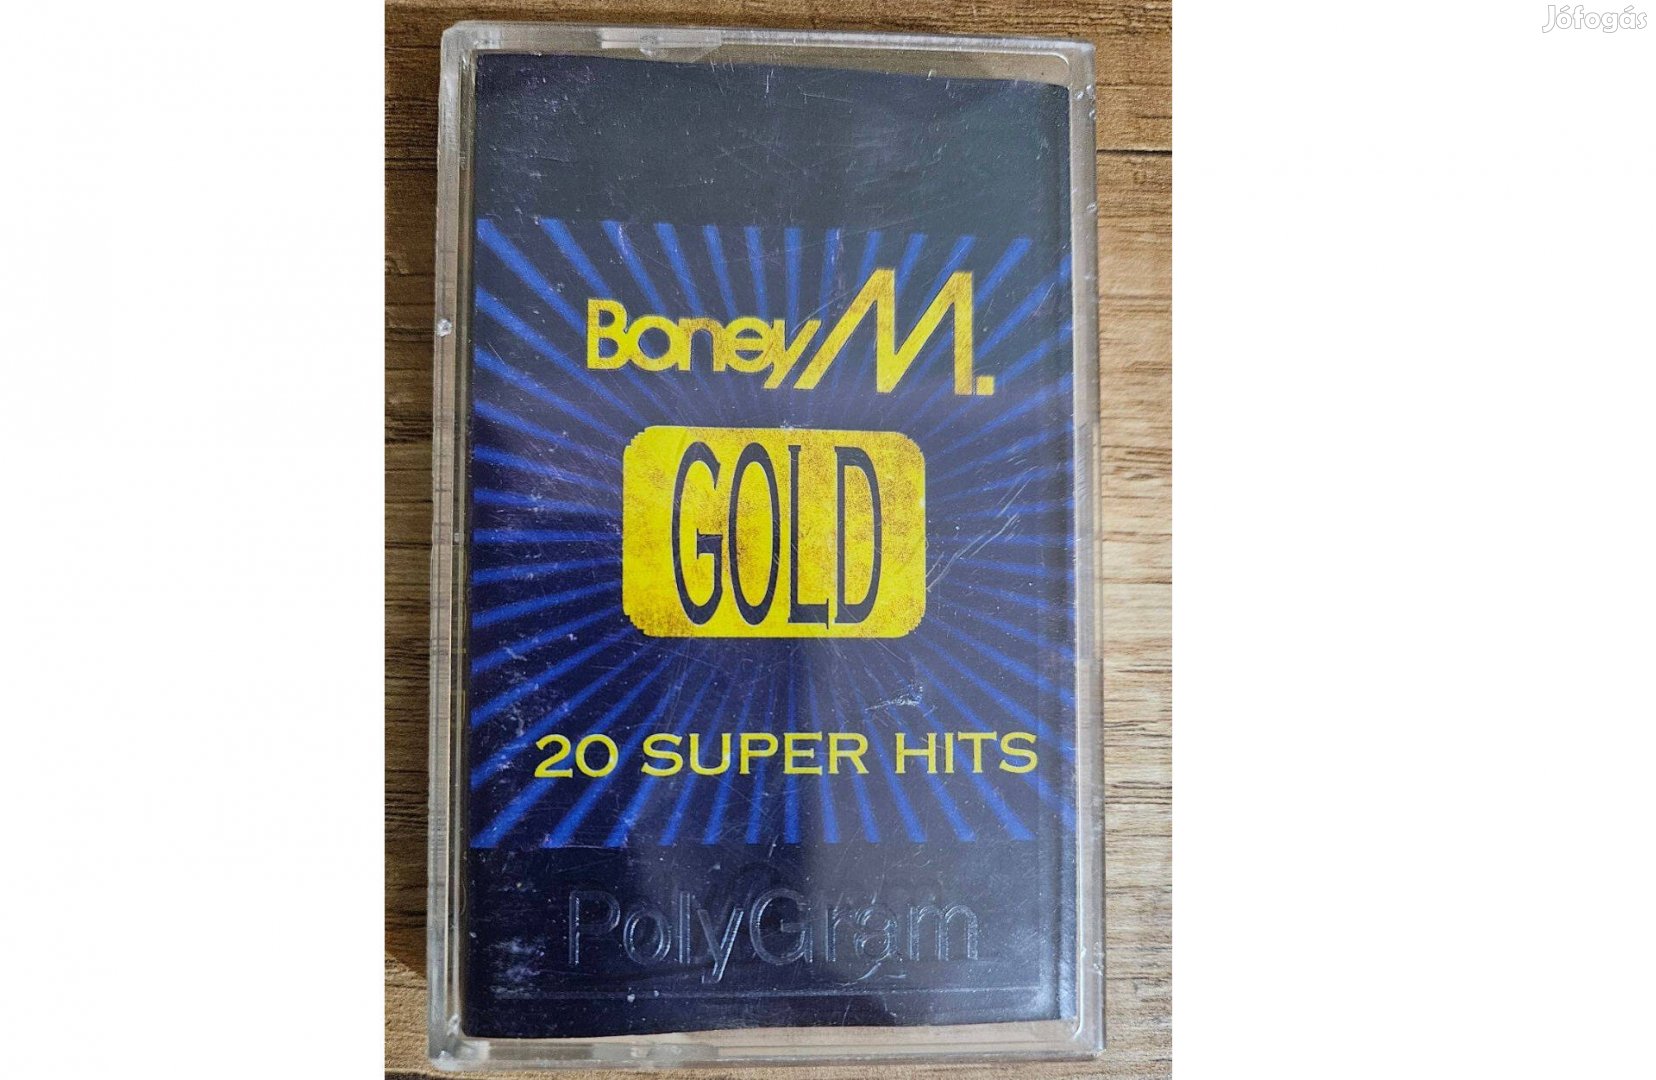 Jófogás
Boney M.
GOLD
20 SUPER HITS
PolyGram